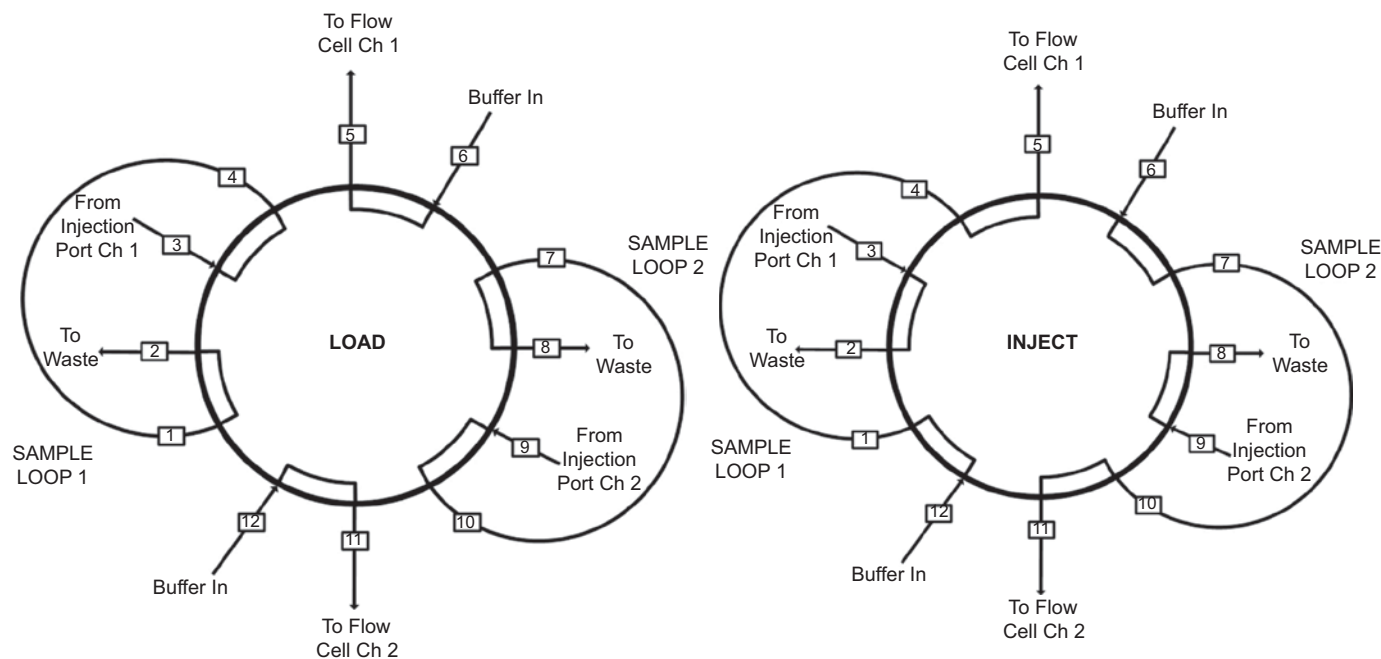 To Flow
Cell Ch 1
Buffer In
5
6
4
From
Injection
Port Ch 1
3
7
SAMPLE
LOOP 2
To
Waste
2
LOAD
8
To
Waste
1
SAMPLE
LOOP 1
9
From
Injection
Port Ch 2
12
10
11
Buffer In
To Flow
Cell Ch 2
To Flow
Cell Ch 1
Buffer In
5
6
4
From
Injection
Port Ch 1
3
7
SAMPLE
LOOP 2
To
Waste
2
INJECT
8
To
Waste
1
SAMPLE
LOOP 1
9
From
Injection
Port Ch 2
12
10
11
Buffer In
To Flow
Cell Ch 2